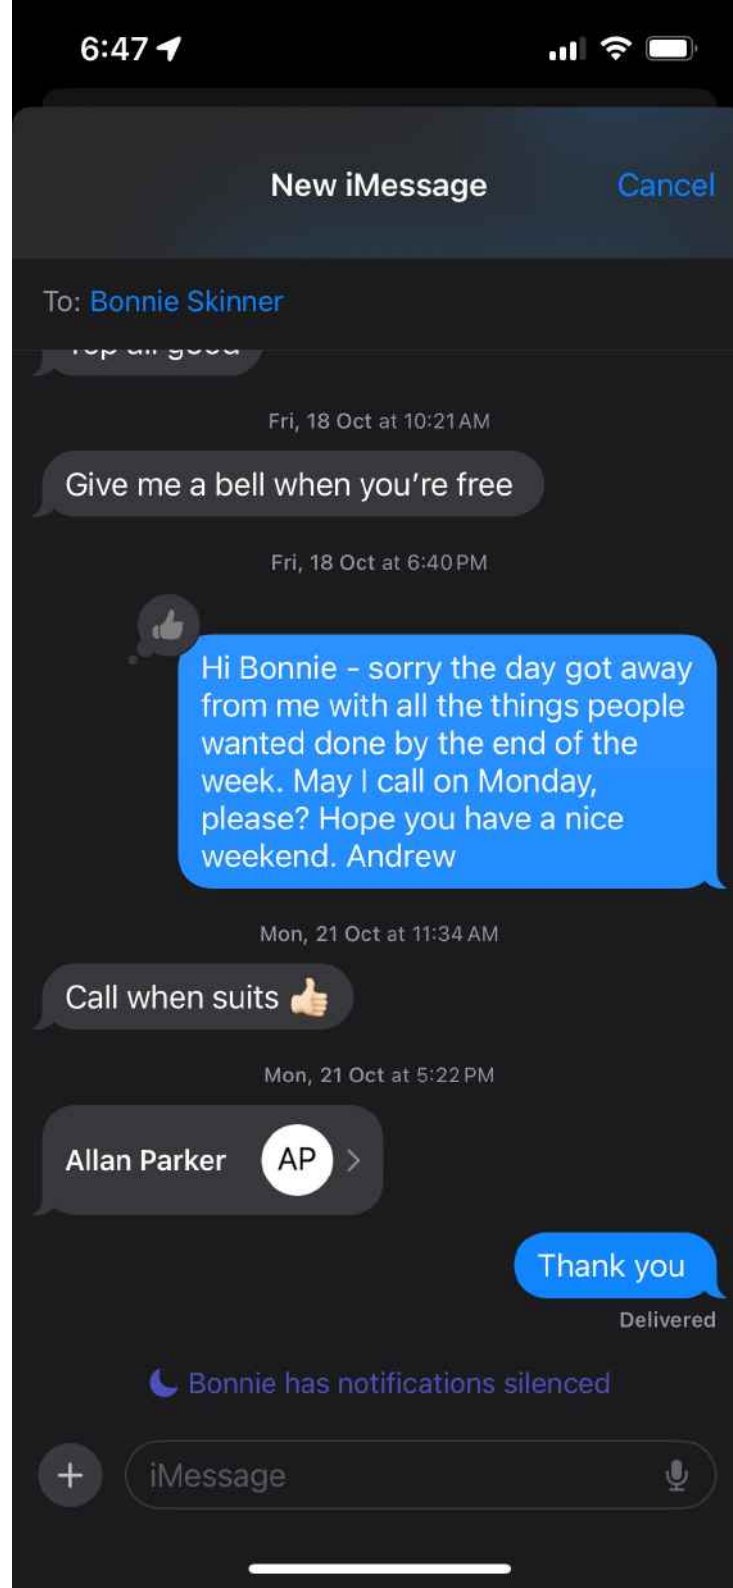 6:47
New iMessage
Cancel
To: Bonnie Skinner
Fri, 18 Oct at 10:21 AM
Give me a bell when you're free
Fri, 18 Oct at 6:40 PM
Hi Bonnie - sorry the day got away
from me with all the things people
wanted done by the end of the
week. May I call on Monday,
please? Hope you have a nice
weekend. Andrew
Mon, 21 Oct at 11:34 AM
Call when suits 👍🏻
Mon, 21 Oct at 5:22 PM
Allan Parker
AP
Thank you
Delivered
Bonnie has notifications silenced
iMessage